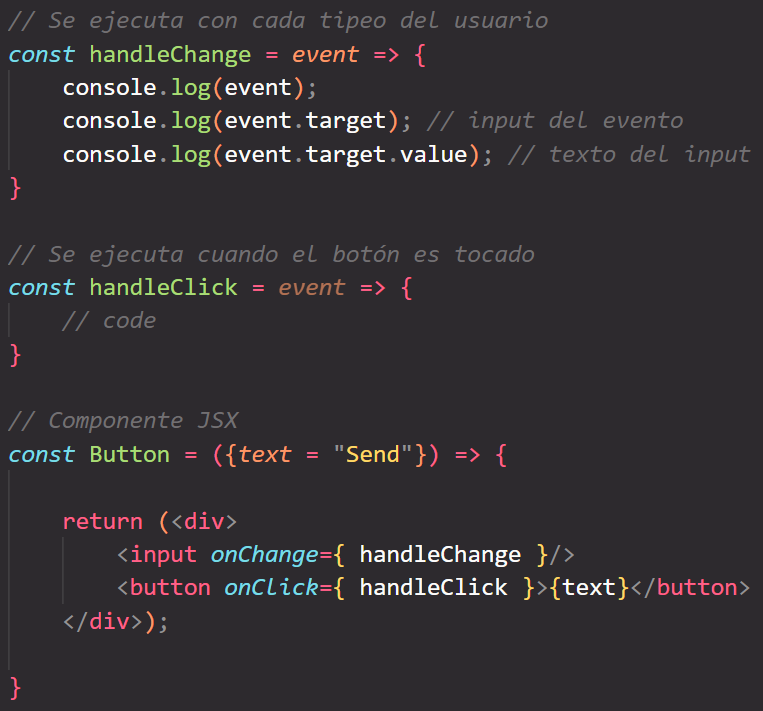 // Se ejecuta con cada tipeo del usuario
const handleChange = event => {
    console.log(event);
    console.log(event.target); // input del evento
    console.log(event.target.value); // texto del input
}
// Se ejecuta cuando el botón es tocado
const handleClick = event => {
    // code
}
// Componente JSX
const Button = ({text = "Send"}) => {
    return (<div>
        <input onChange={ handleChange }/>
        <button onClick={ handleClick }>{text}</button>
    </div>);
}